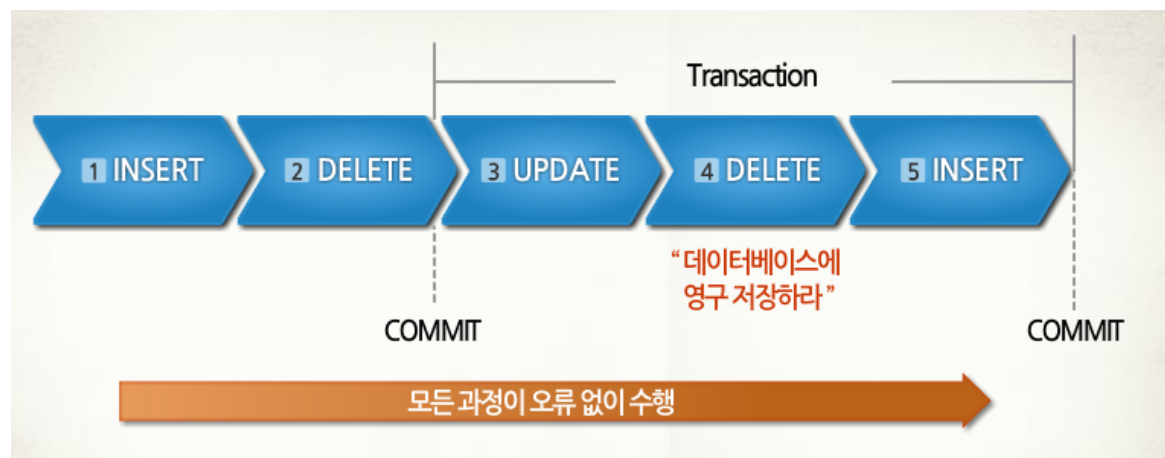 Transaction
1 INSERT
2 DELETE
3 UPDATE
4 DELETE
5 INSERT
“ 데이터베이스에
영구 저장하라 ”
COMMIT
COMMIT
모든 과정이 오류 없이 수행